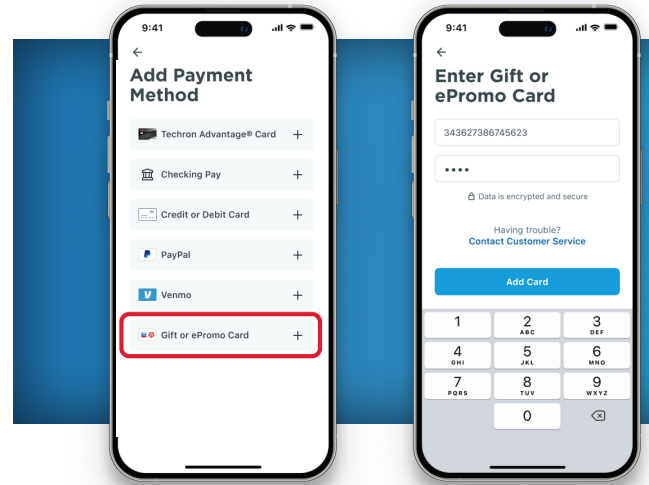 9:41
Add Payment
Method
Techron Advantage® Card
Checking Pay
Credit or Debit Card
PayPal
Venmo
Gift or ePromo Card
9:41
Enter Gift or
ePromo Card
343627386745623
••••
Data is encrypted and secure
Having trouble?
Contact Customer Service
Add Card
1
2
ABC
3
DEF
4
GHI
5
JKL
6
MNO
7
PQRS
8
TUV
9
WXYZ
0